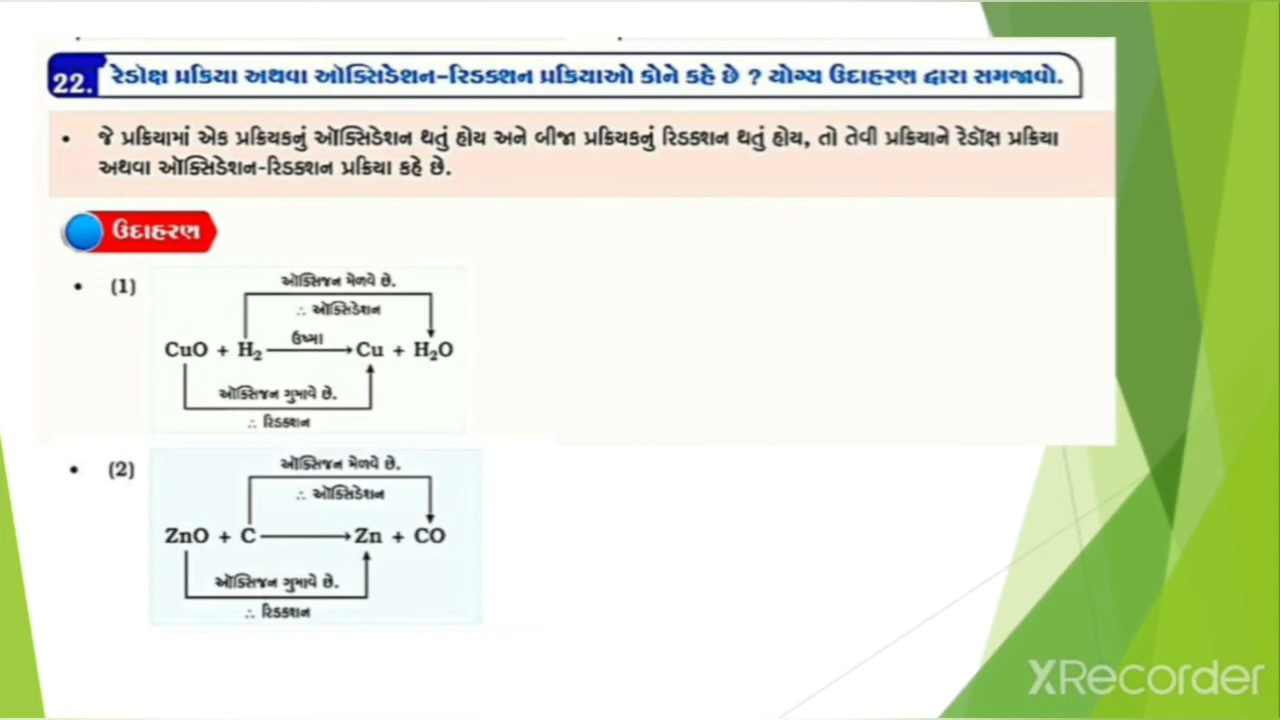 22. રેડૉક્ષ પ્રક્રિયા અથવા ઑક્સિડેશન-રિડક્શન પ્રક્રિયાઓ કોને કહે છે ? યોગ્ય ઉદાહરણ દ્વારા સમજાવો.
• જે પ્રક્રિયામાં એક પ્રક્રિયકનું ઑક્સિડેશન થતું હોય અને બીજા પ્રક્રિયકનું રિડક્શન થતું હોય, તો તેવી પ્રક્રિયાને રેડૉક્ષ પ્રક્રિયા
અથવા ઑક્સિડેશન-રિડક્શન પ્રક્રિયા કહે છે.
ઉદાહરણ
• (1) ઑક્સિજન મેળવે છે.
∴ ઑક્સિડેશન
ઉષ્મા
CuO + H₂ → Cu + H₂O
ઑક્સિજન ગુમાવે છે.
∴ રિડક્શન
• (2) ઑક્સિજન મેળવે છે.
∴ ઑક્સિડેશન
ZnO + C → Zn + CO
ઑક્સિજન ગુમાવે છે.
∴ રિડક્શન
XRecorder